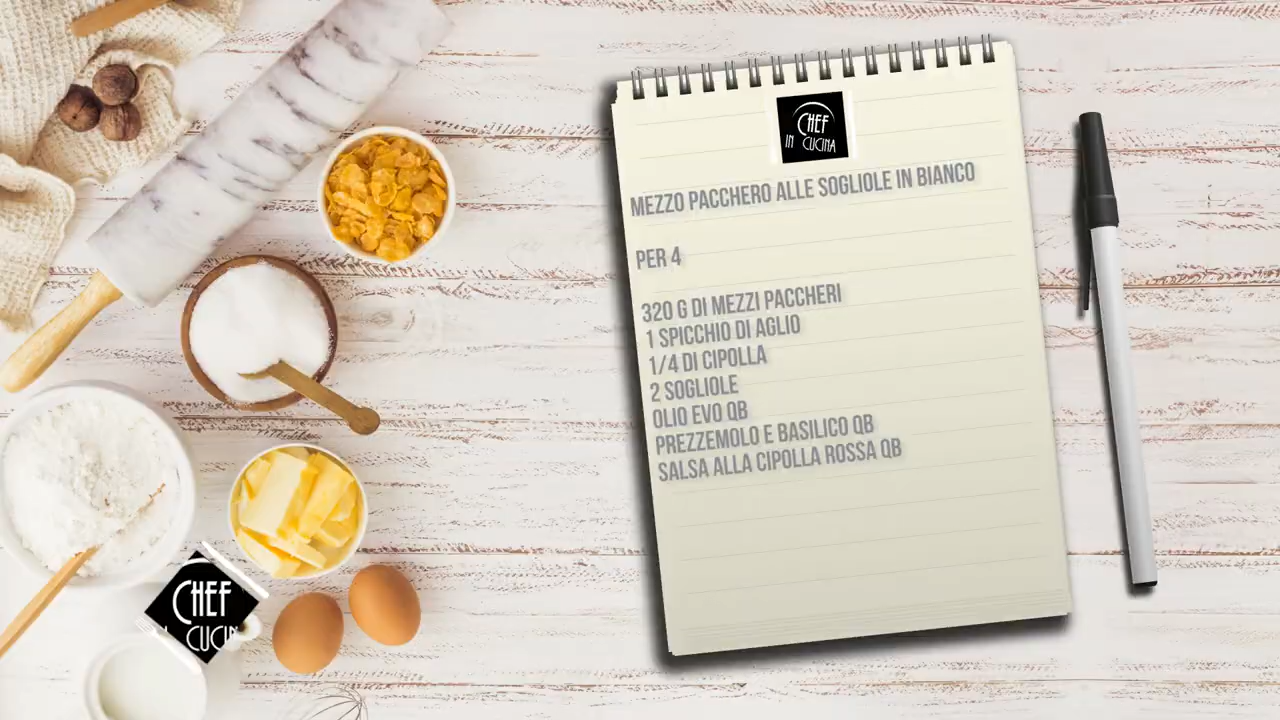 CHEF
IN CUCINA
MEZZO PACCHERO ALLE SOGLIOLE IN BIANCO
PER 4
320 G DI MEZZI PACCHERI
1 SPICCHIO DI AGLIO
1/4 DI CIPOLLA
2 SOGLIOLE
OLIO EVO QB
PREZZEMOLO E BASILICO QB
SALSA ALLA CIPOLLA ROSSA QB
CHEF